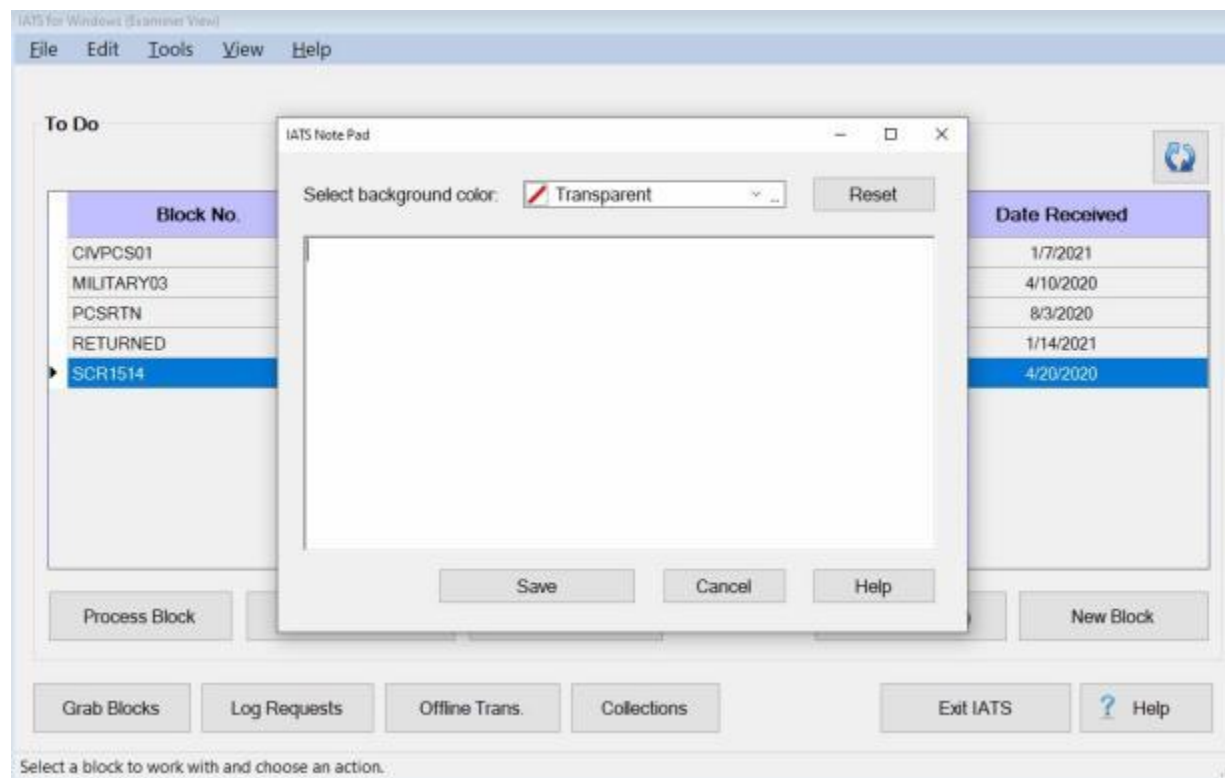 IATS for Windows (Examiner View)
File Edit Tools View Help
To Do
IATS Note Pad
Select background color: Transparent .. Reset
Block No. Date Received
CIVPCS01 1/7/2021
MILITARY03 4/10/2020
PCSRTN 8/3/2020
RETURNED 1/14/2021
SCR1514 4/20/2020
Save Cancel Help
Process Block New Block
Grab Blocks Log Requests Offline Trans. Collections Exit IATS ? Help
Select a block to work with and choose an action.